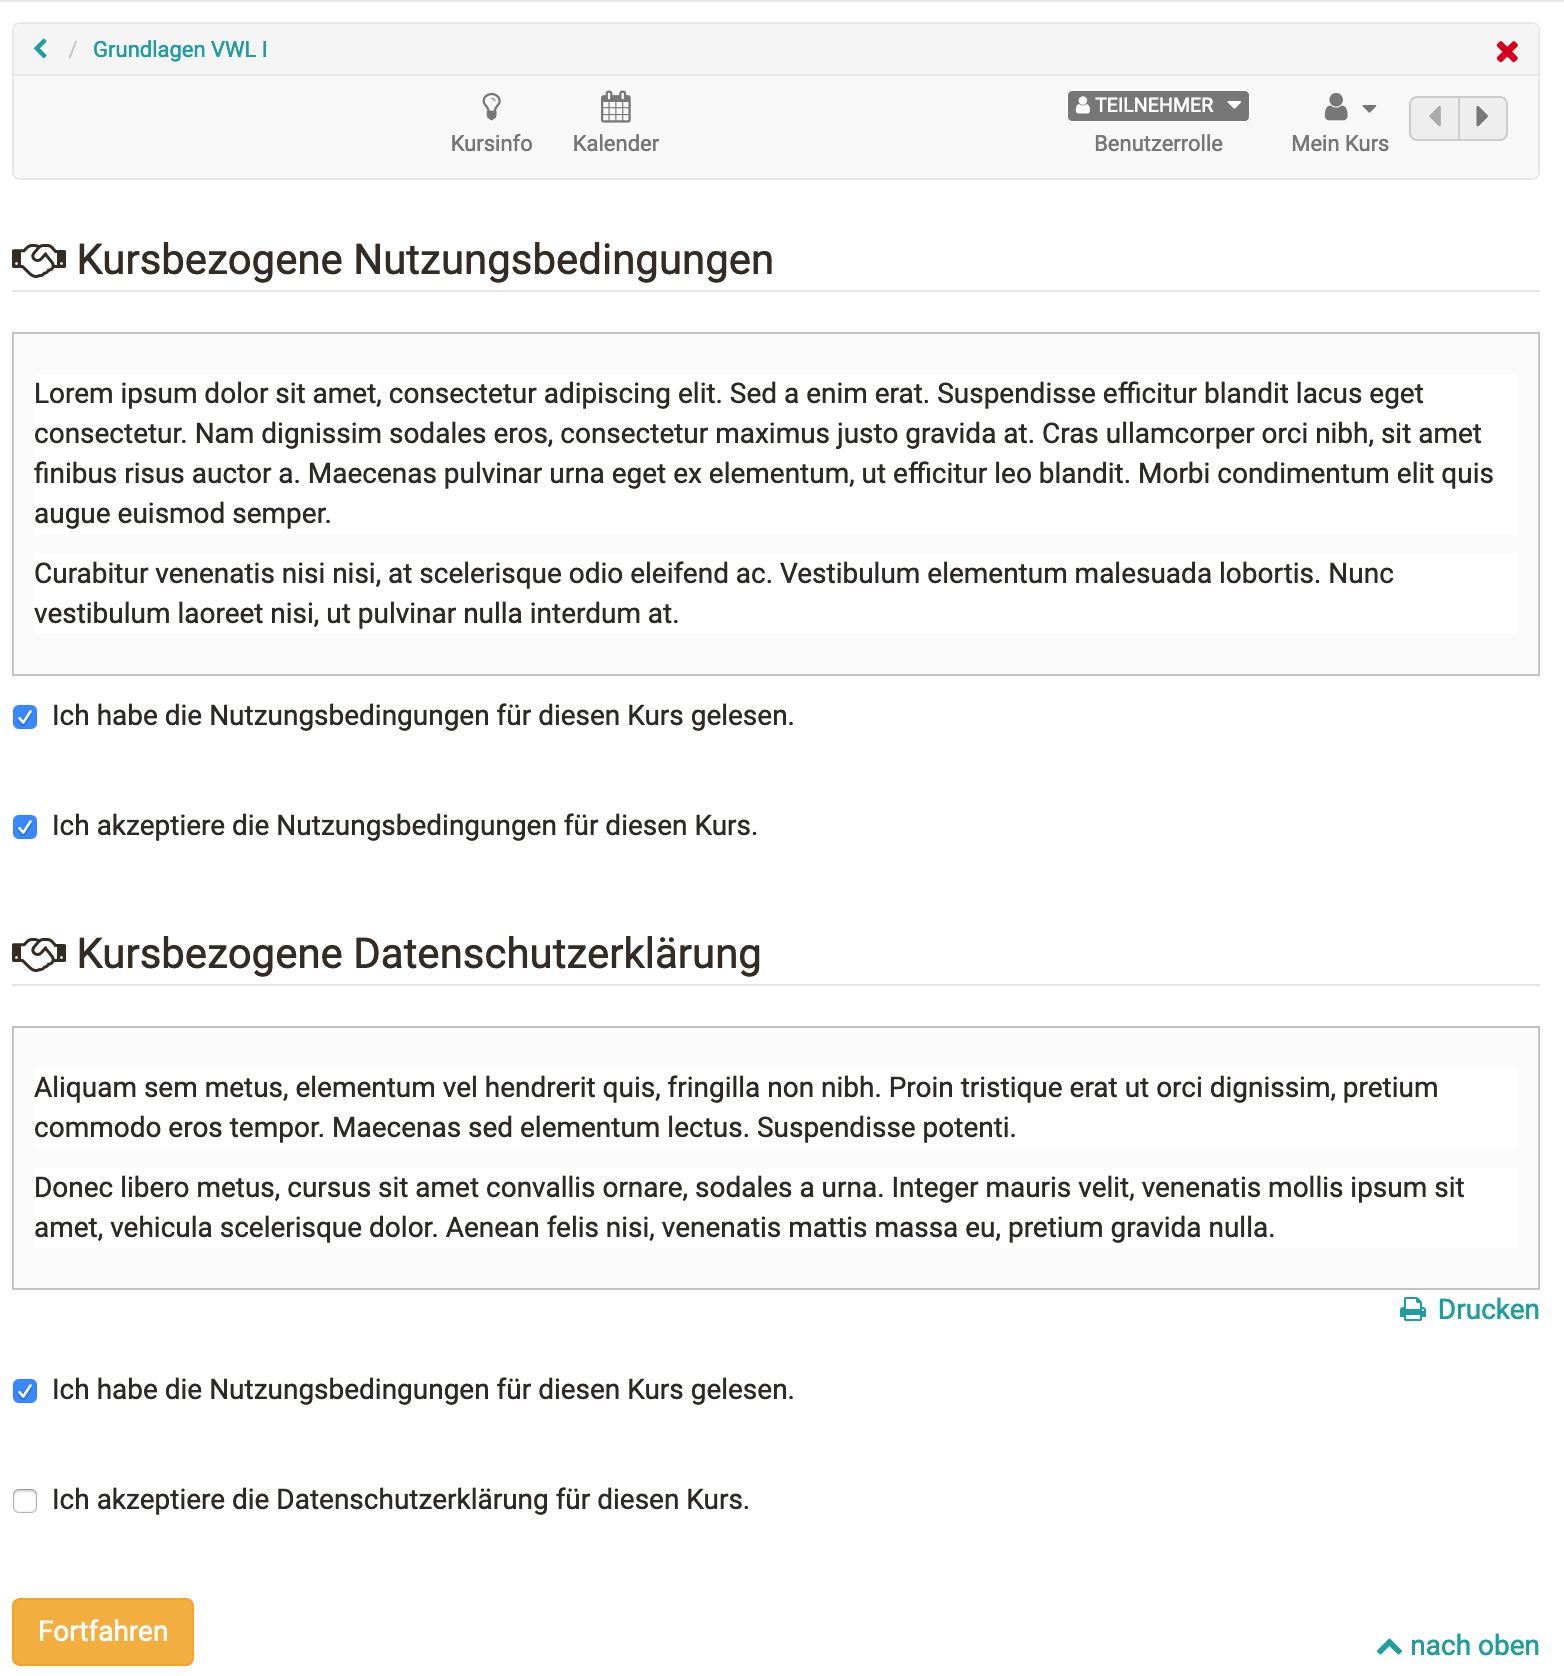 / Grundlagen VWL I
Kursinfo
Kalender
TEILNEHMER
Benutzerrolle
Mein Kurs
Kursbezogene Nutzungsbedingungen
Lorem ipsum dolor sit amet, consectetur adipiscing elit. Sed a enim erat. Suspendisse efficitur blandit lacus eget
consectetur. Nam dignissim sodales eros, consectetur maximus justo gravida at. Cras ullamcorper orci nibh, sit amet
finibus risus auctor a. Maecenas pulvinar urna eget ex elementum, ut efficitur leo blandit. Morbi condimentum elit quis
augue euismod semper.
Curabitur venenatis nisi nisi, at scelerisque odio eleifend ac. Vestibulum elementum malesuada lobortis. Nunc
vestibulum laoreet nisi, ut pulvinar nulla interdum at.
Ich habe die Nutzungsbedingungen für diesen Kurs gelesen.
Ich akzeptiere die Nutzungsbedingungen für diesen Kurs.
Kursbezogene Datenschutzerklärung
Aliquam sem metus, elementum vel hendrerit quis, fringilla non nibh. Proin tristique erat ut orci dignissim, pretium
commodo eros tempor. Maecenas sed elementum lectus. Suspendisse potenti.
Donec libero metus, cursus sit amet convallis ornare, sodales a urna. Integer mauris velit, venenatis mollis ipsum sit
amet, vehicula scelerisque dolor. Aenean felis nisi, venenatis mattis massa eu, pretium gravida nulla.
Drucken
Ich habe die Nutzungsbedingungen für diesen Kurs gelesen.
Ich akzeptiere die Datenschutzerklärung für diesen Kurs.
Fortfahren
nach oben